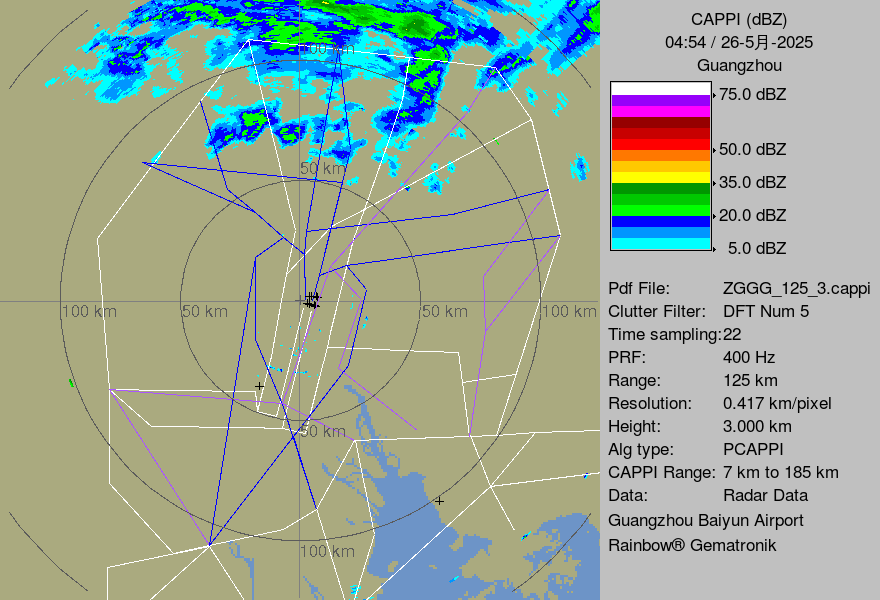 CAPPI (dBZ)
04:54 / 26-5月-2025
Guangzhou
75.0 dBZ
50.0 dBZ
35.0 dBZ
20.0 dBZ
5.0 dBZ
Pdf File: ZGGG_125_3.cappi
Clutter Filter: DFT Num 5
Time sampling:22
PRF: 400 Hz
Range: 125 km
Resolution: 0.417 km/pixel
Height: 3.000 km
Alg type: PCAPPI
CAPPI Range: 7 km to 185 km
Data: Radar Data
Guangzhou Baiyun Airport
Rainbow® Gematronik
100 km
50 km
100 km
50 km
50 km
100 km
50 km
100 km